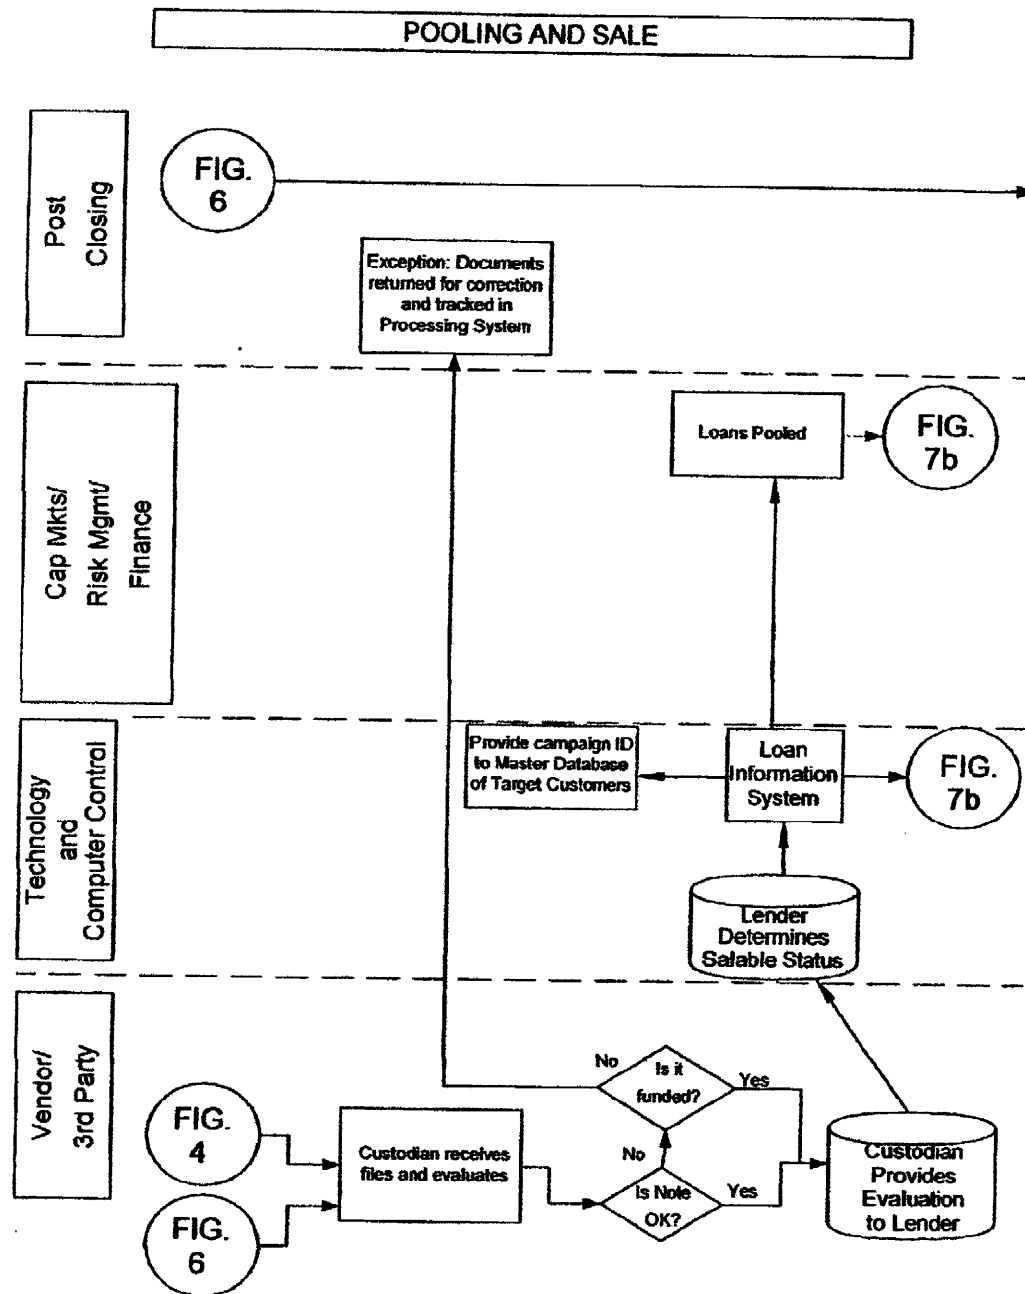 POOLING AND SALE
Post
Closing
FIG.
6
Exception: Documents
returned for correction
and tracked in
Processing System
Cap Mkts/
Risk Mgmt/
Finance
Loans Pooled
FIG.
7b
Technology
and
Computer Control
Provide campaign ID
to Master Database
of Target Customers
Loan
Information
System
FIG.
7b
Lender
Determines
Salable Status
Vendor/
3rd Party
No
Is it
funded?
Yes
FIG.
4
Custodian receives
files and evaluates
No
Is Note
OK?
Yes
Custodian
Provides
Evaluation
to Lender
FIG.
6